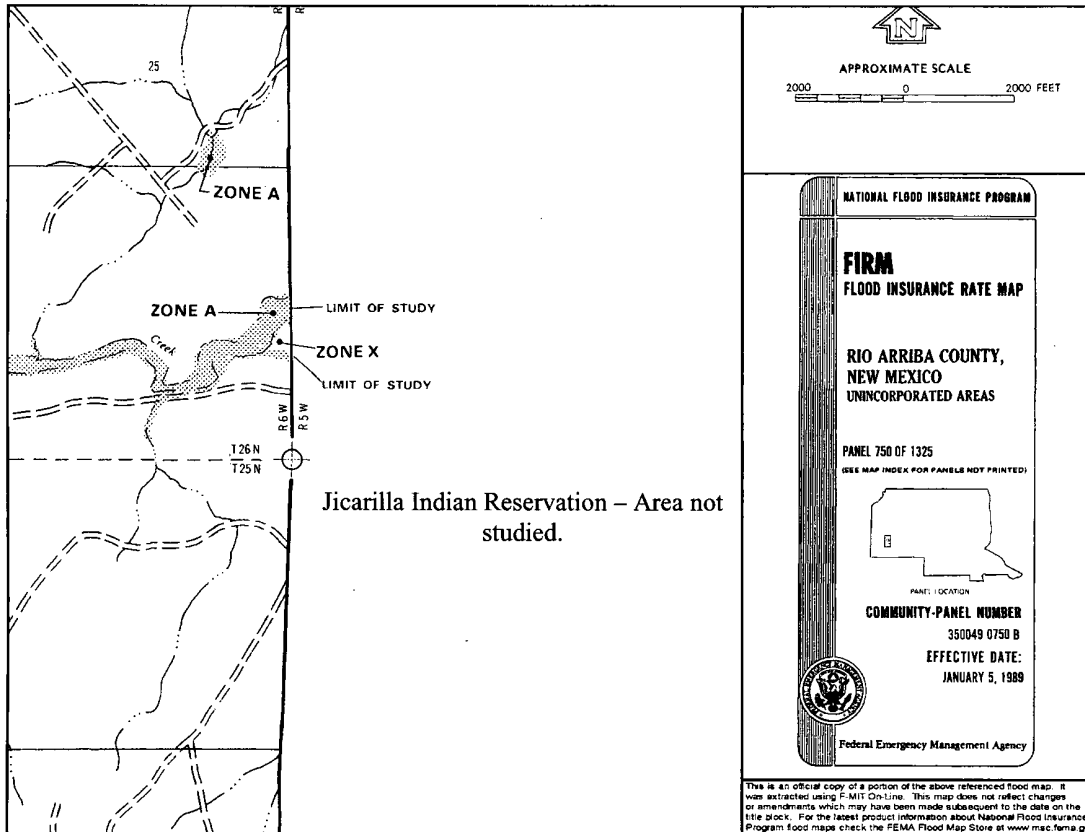 25
ZONE A
ZONE A
LIMIT OF STUDY
Creek
ZONE X
LIMIT OF STUDY
R6W
R5W
T26N
T25N
Jicarilla Indian Reservation – Area not
studied.
N
APPROXIMATE SCALE
2000 0 2000 FEET
NATIONAL FLOOD INSURANCE PROGRAM
FIRM
FLOOD INSURANCE RATE MAP
RIO ARRIBA COUNTY,
NEW MEXICO
UNINCORPORATED AREAS
PANEL 750 OF 1325
(SEE MAP INDEX FOR PANELS NOT PRINTED)
PANEL LOCATION
COMMUNITY-PANEL NUMBER
350049 0750 B
EFFECTIVE DATE:
JANUARY 5, 1989
FEDERAL EMERGENCY MANAGEMENT AGENCY
Federal Emergency Management Agency
This is an official copy of a portion of the above referenced flood map. It
was extracted using F-MIT On-Line. This map does not reflect changes
or amendments which may have been made subsequent to the date on the
title block. For the latest product information about National Flood Insurance
Program flood maps check the FEMA Flood Map Store at www.msc.fema.g